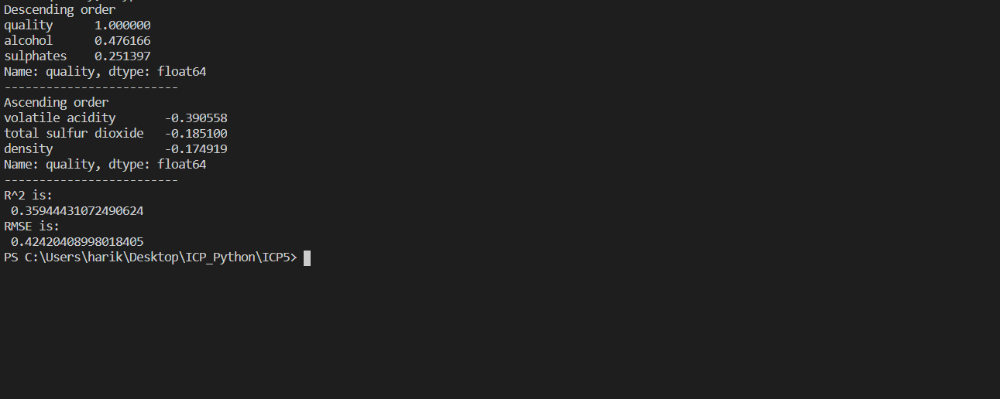 Descending order
quality      1.000000
alcohol      0.476166
sulphates    0.251397
Name: quality, dtype: float64
-------------------------
Ascending order
volatile acidity       -0.390558
total sulfur dioxide   -0.185100
density                -0.174919
Name: quality, dtype: float64
-------------------------
R^2 is:
 0.35944431072490624
RMSE is:
 0.42420408998018405
PS C:\Users\harik\Desktop\ICP_Python\ICP5>